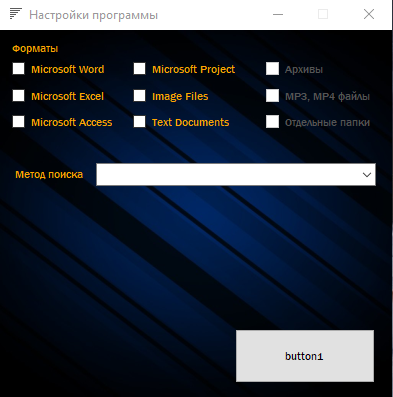 Настройки программы
Форматы
Microsoft Word
Microsoft Project
Архивы
Microsoft Excel
Image Files
MP3, MP4 файлы
Microsoft Access
Text Documents
Отдельные папки
Метод поиска
button1